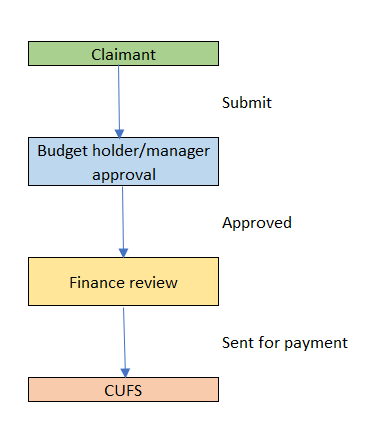 Claimant
Submit
Budget holder/manager
approval
Approved
Finance review
Sent for payment
CUFS